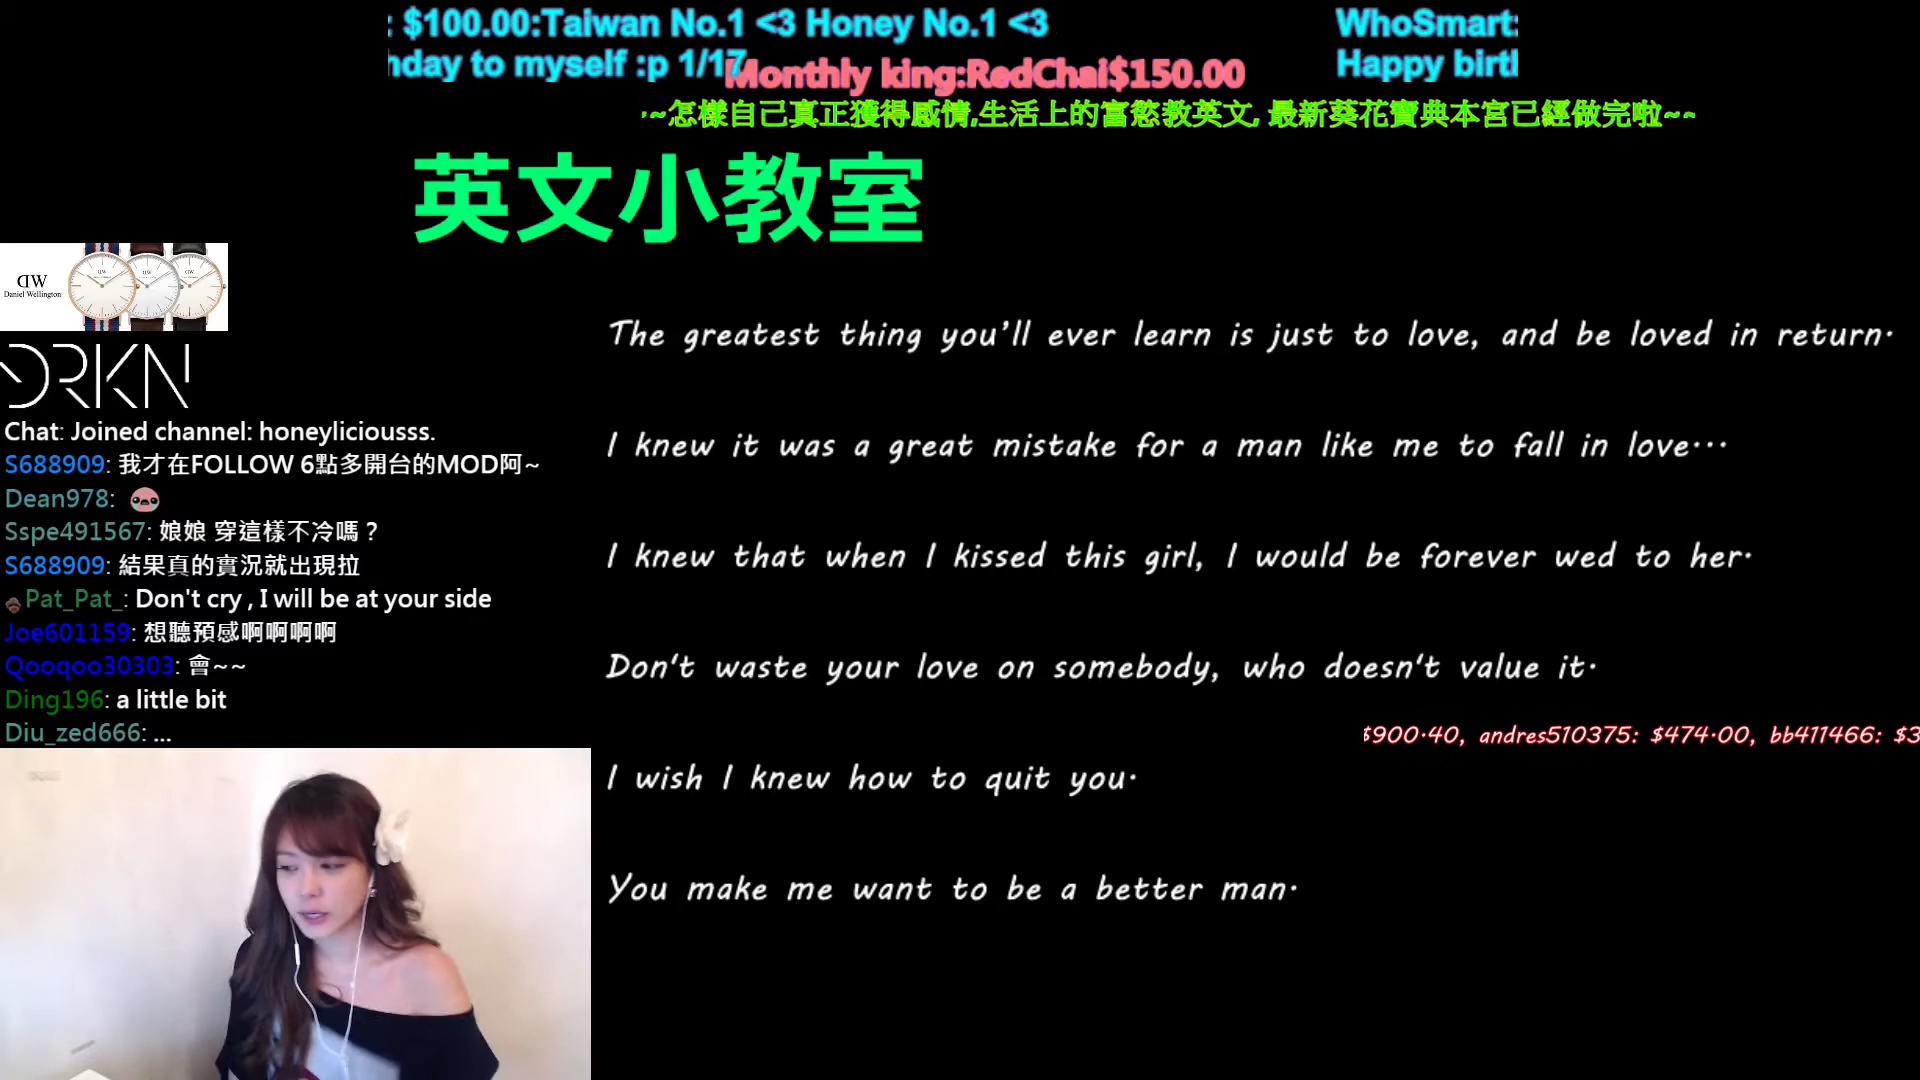 : $100.00:Taiwan No.1 <3 Honey No.1 <3
WhoSmart:
hday to myself :p 1/17
Happy birt
Monthly king:RedChai$150.00
~怎樣自己真正獲得感情,生活上的富慾教英文, 最新葵花寶典本宮已經做完啦~~
英文小教室
DW
Daniel Wellington
DRKN
The greatest thing you'll ever learn is just to love, and be loved in return.
I knew it was a great mistake for a man like me to fall in love...
I knew that when I kissed this girl, I would be forever wed to her.
Don't waste your love on somebody, who doesn't value it.
$900.40, andres510375: $474.00, bb411466: $3
I wish I knew how to quit you.
You make me want to be a better man.
Chat: Joined channel: honeyliciousss.
S688909: 我才在FOLLOW 6點多開台的MOD阿~
Dean978:
Sspe491567: 娘娘 穿這樣不冷嗎？
S688909: 結果真的實況就出現拉
Pat_Pat_: Don't cry , I will be at your side
Joe601159: 想聽預感啊啊啊啊
Qooqoo30303: 會~~
Ding196: a little bit
Diu_zed666: ...